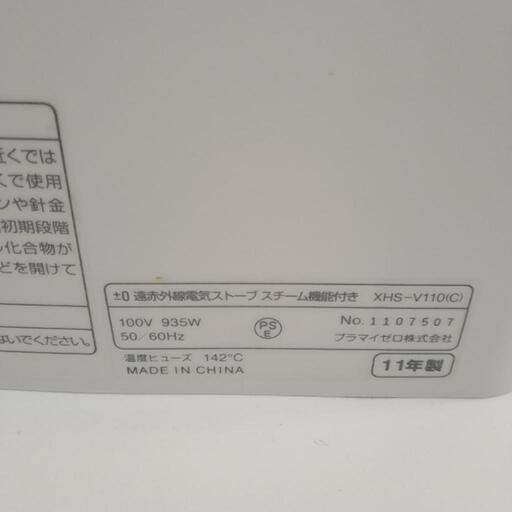 近くでは
くで使用
ンや針金
初期段階
ン化合物が
どを開けて
ないでください。
±0 遠赤外線電気ストーブ スチーム機能付き XHS-V110(C)
100V 935W
50/60Hz
PS
E
No. 1107507
プラマイゼロ株式会社
温度ヒューズ 142°C
MADE IN CHINA
11年製